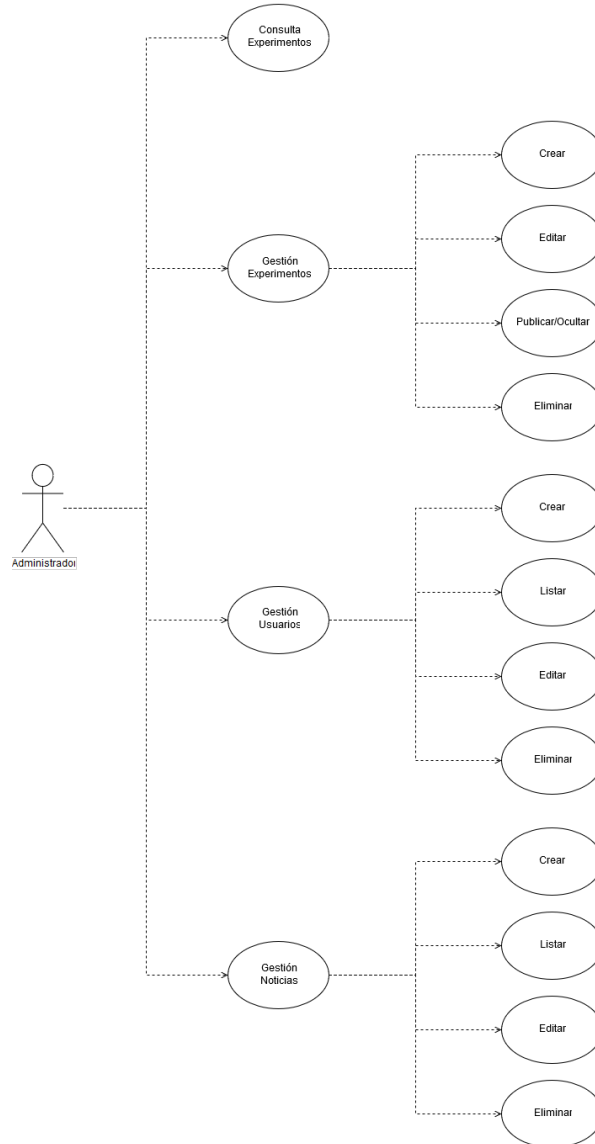 Consulta
Experimentos
Crear
Editar
Gestión
Experimentos
Publicar/Ocultar
Eliminar
Administrador
Crear
Listar
Gestión
Usuarios
Editar
Eliminar
Crear
Listar
Gestión
Noticias
Editar
Eliminar